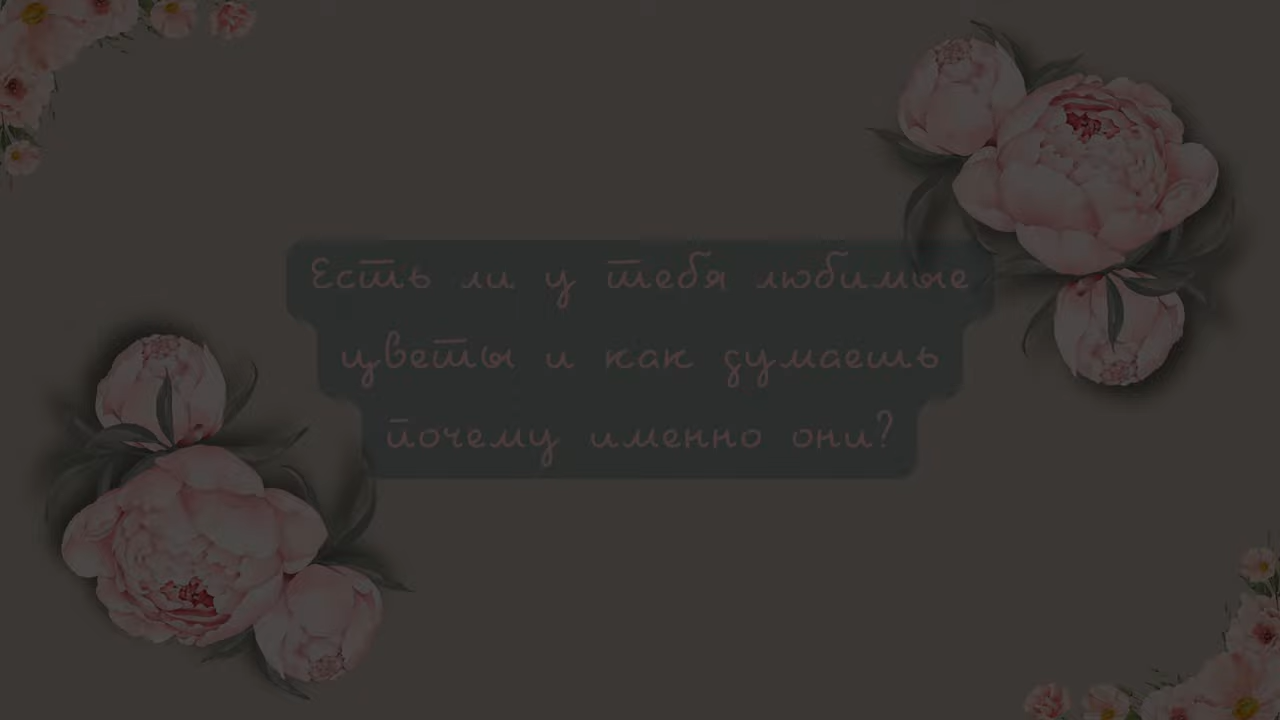 Есть ли у тебя любимые
цветы и как думаешь
почему именно они?